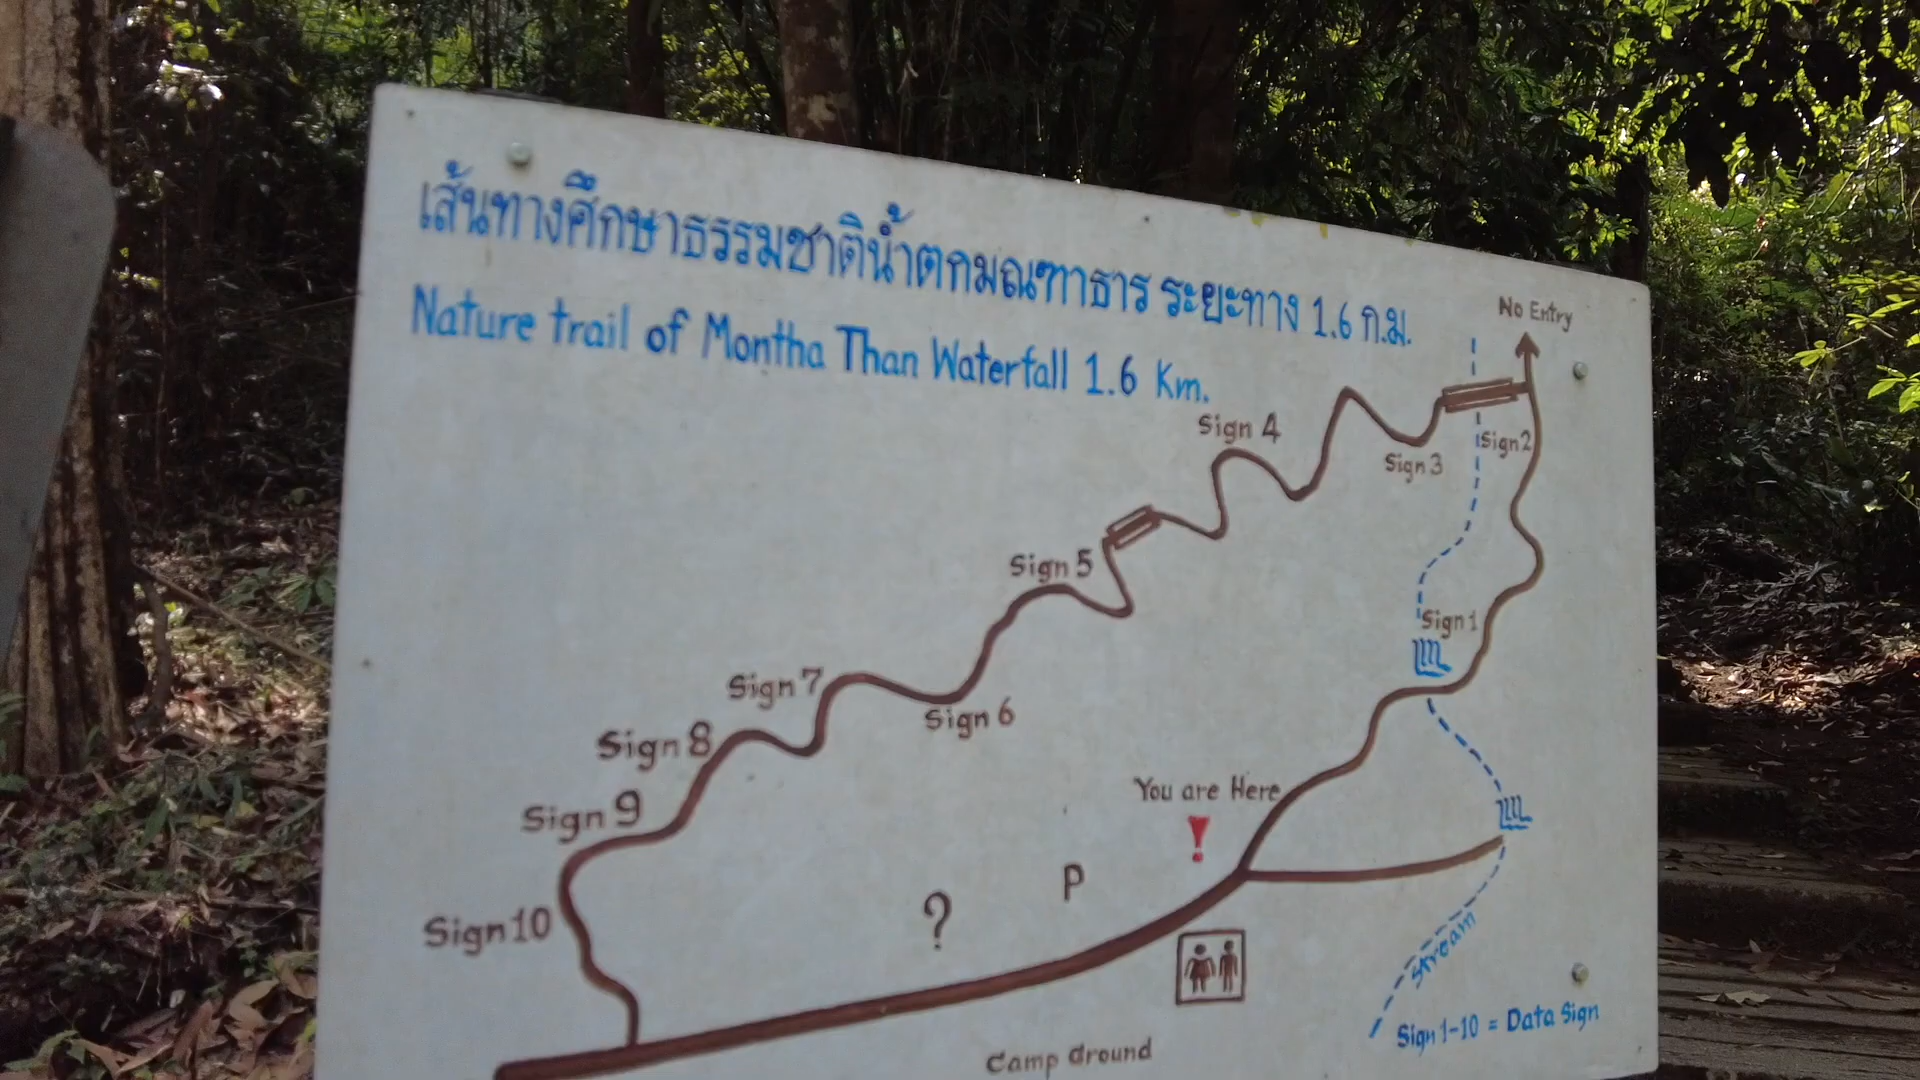 เส้นทางศึกษาธรรมชาติน้ำตกมณฑาธาร ระยะทาง 1.6 ก.ม.
Nature trail of Montha Than Waterfall 1.6 Km.
No Entry
Sign 4
Sign 3
Sign 2
Sign 5
Sign 1
Sign 7
Sign 6
Sign 8
You are Here
!
Sign 9
P
?
Sign 10
Stream
Sign 1-10 = Data Sign
Camp Ground